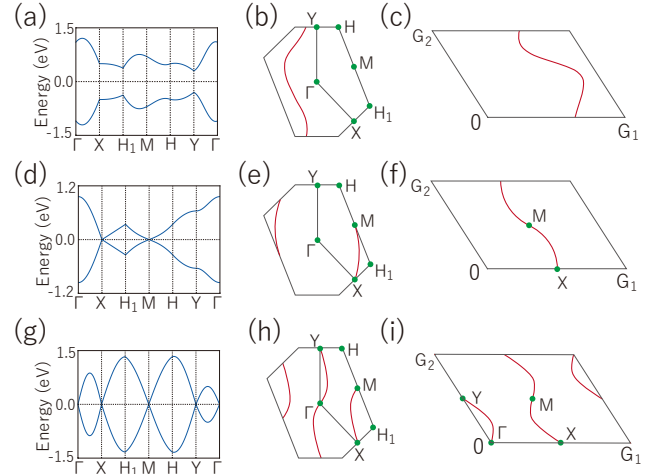 (a)
Energy (eV)
1.5
0.0
-1.5
Γ X H1 M H Y Γ
(b)
Y H
M
Γ
H1
X
(c)
G2
0 G1
(d)
Energy (eV)
1.2
0.0
-1.2
Γ X H1 M H Y Γ
(e)
Y H
M
Γ
H1
X
(f)
G2
M
0 X G1
(g)
Energy (eV)
1.5
0.0
-1.5
Γ X H1 M H Y Γ
(h)
Y H
M
Γ
H1
X
(i)
G2
Y
M
0 Γ X G1